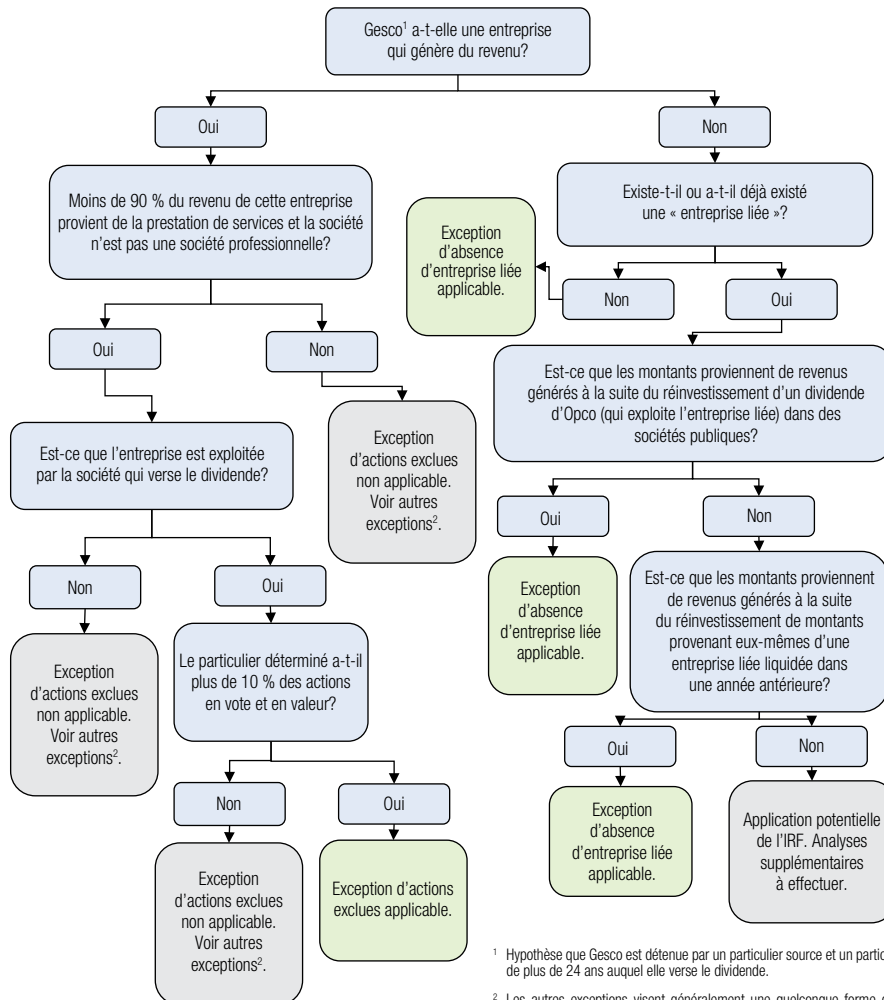 Gesco¹ a-t-elle une entreprise
qui génère du revenu?
Oui
Non
Moins de 90 % du revenu de cette entreprise
provient de la prestation de services et la société
n'est pas une société professionnelle?
Existe-t-il ou a-t-il déjà existé
une « entreprise liée »?
Exception
d'absence
d'entreprise liée
applicable.
Non
Oui
Oui
Non
Est-ce que les montants proviennent de revenus
générés à la suite du réinvestissement d'un dividende
d'Opco (qui exploite l'entreprise liée) dans des
sociétés publiques?
Est-ce que l'entreprise est exploitée
par la société qui verse le dividende?
Exception
d'actions exclues
non applicable.
Voir autres
exceptions².
Oui
Non
Non
Oui
Exception
d'absence
d'entreprise liée
applicable.
Est-ce que les montants proviennent
de revenus générés à la suite
du réinvestissement de montants
provenant eux-mêmes d'une
entreprise liée liquidée dans
une année antérieure?
Exception
d'actions exclues
non applicable.
Voir autres
exceptions².
Le particulier déterminé a-t-il
plus de 10 % des actions
en vote et en valeur?
Oui
Non
Non
Oui
Exception
d'absence
d'entreprise liée
applicable.
Application potentielle
de l'IRF. Analyses
supplémentaires
à effectuer.
Exception
d'actions exclues
non applicable.
Voir autres
exceptions².
Exception d'actions
exclues applicable.
¹ Hypothèse que Gesco est détenue par un particulier source et un
de plus de 24 ans auquel elle verse le dividende.
² Les autres exceptions visent généralement une quelconque forme